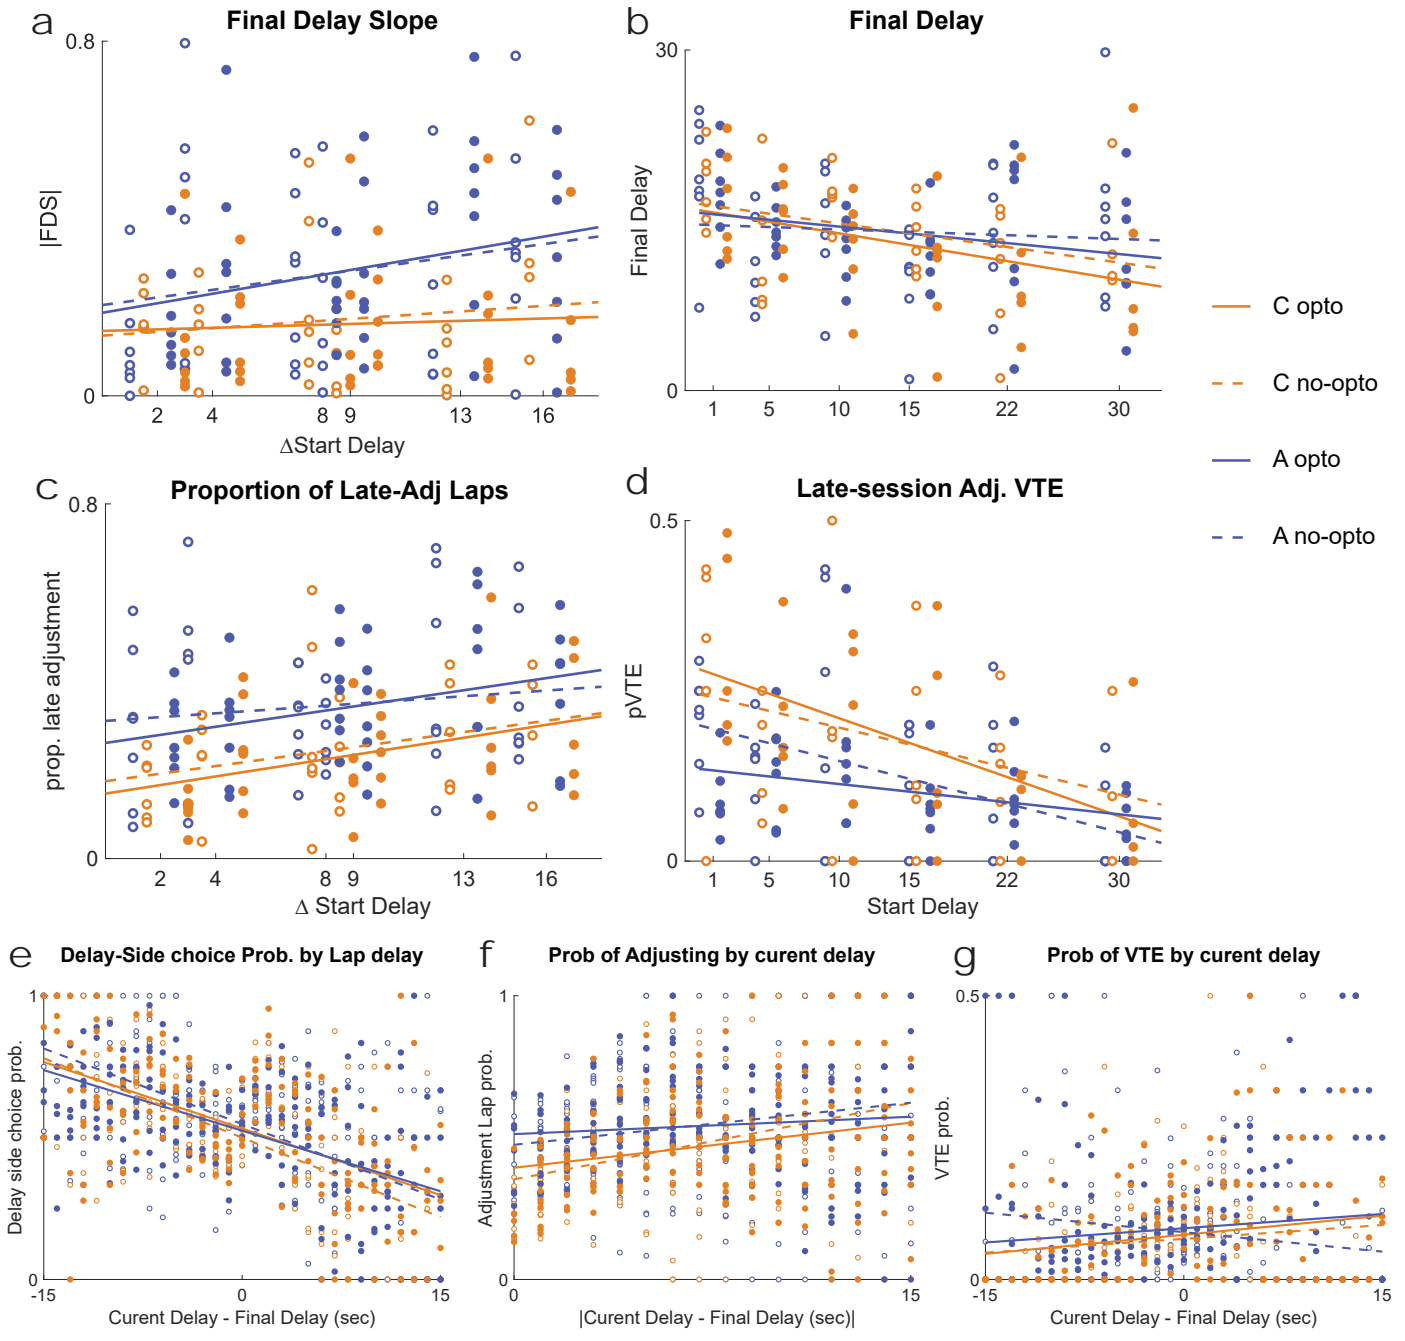 a
Final Delay Slope
0.8
|FDS|
0
2 4 8 9 13 16
ΔStart Delay
b
Final Delay
30
Final Delay
0
1 5 10 15 22 30
C opto
C no-opto
A opto
A no-opto
c
Proportion of Late-Adj Laps
0.8
prop. late adjustment
0
2 4 8 9 13 16
Δ Start Delay
d
Late-session Adj. VTE
0.5
pVTE
0
1 5 10 15 22 30
Start Delay
e
Delay-Side choice Prob. by Lap delay
1
Delay side choice prob.
0
-15 0 15
Curent Delay - Final Delay (sec)
f
Prob of Adjusting by curent delay
1
Adjustment Lap prob.
0
0 15
|Curent Delay - Final Delay (sec)|
g
Prob of VTE by curent delay
0.5
VTE prob.
0
-15 0 15
Curent Delay - Final Delay (sec)